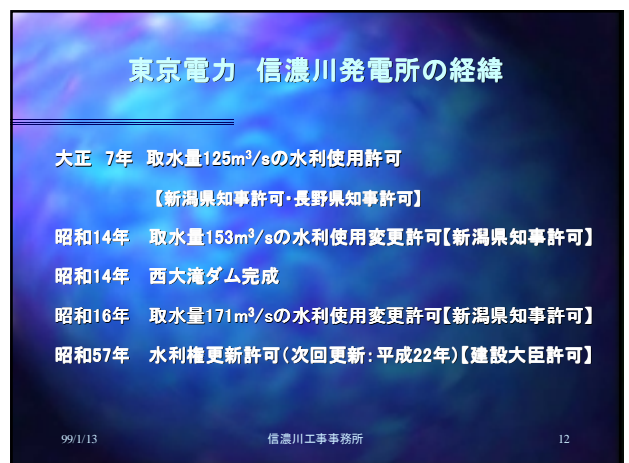 東京電力　信濃川発電所の経緯
大正　7年　取水量125m³/sの水利使用許可
【新潟県知事許可・長野県知事許可】
昭和14年　取水量153m³/sの水利使用変更許可【新潟県知事許可】
昭和14年　西大滝ダム完成
昭和16年　取水量171m³/sの水利使用変更許可【新潟県知事許可】
昭和57年　水利権更新許可（次回更新：平成22年）【建設大臣許可】
99/1/13　信濃川工事事務所　12